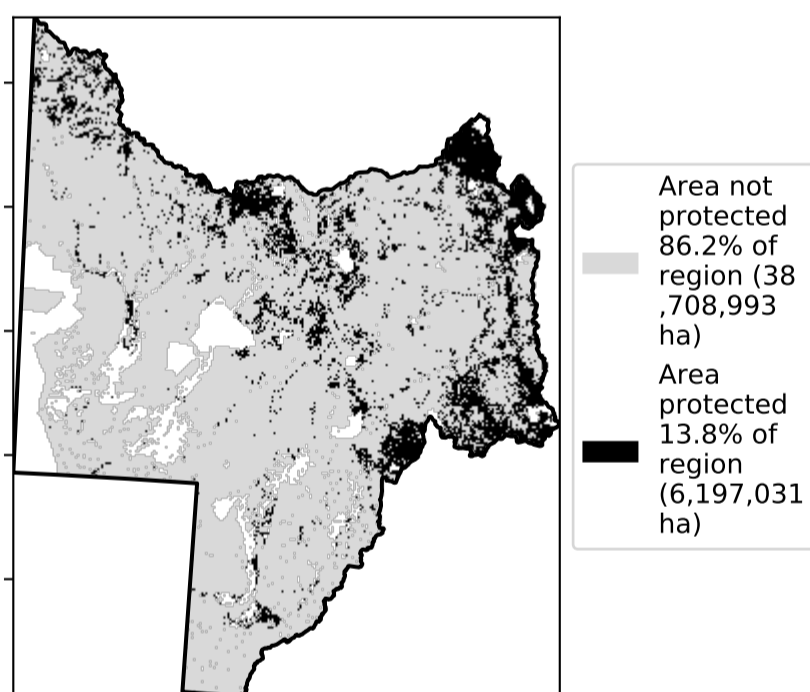 Area not
protected
86.2% of
region (38
,708,993
ha)
Area
protected
13.8% of
region
(6,197,031
ha)